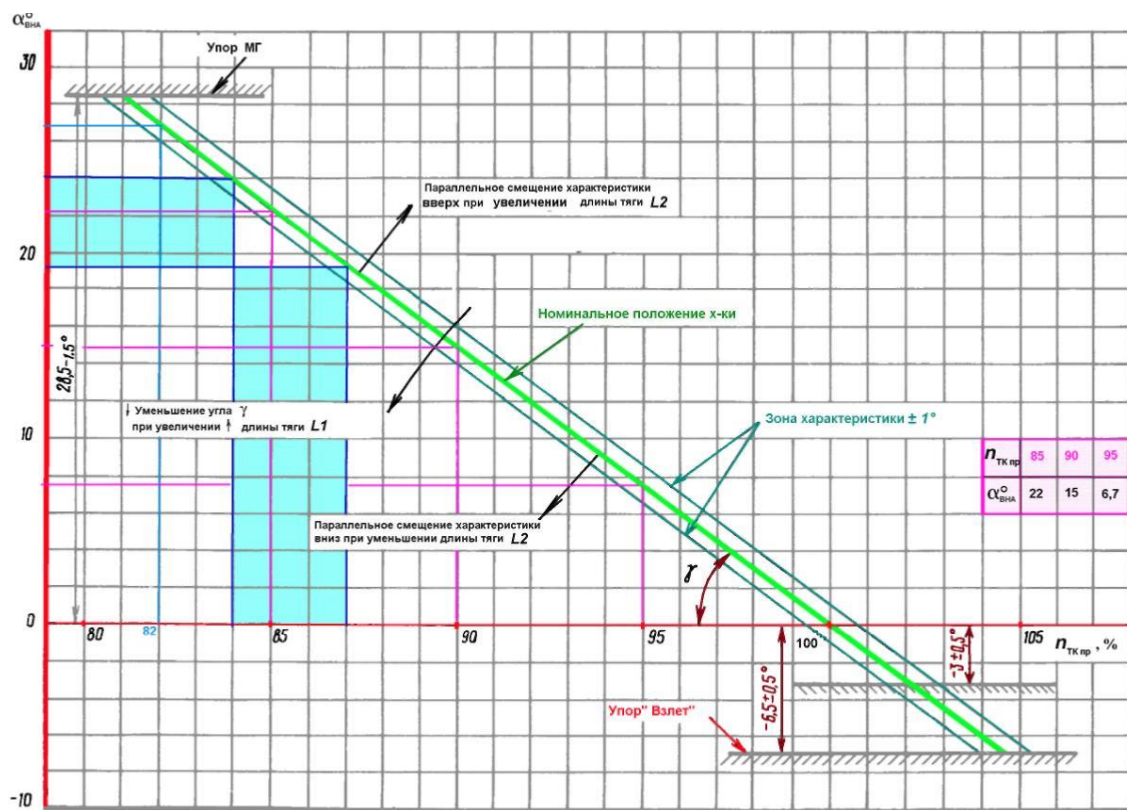 α°ВНА
30
Упор МГ
Параллельное смещение характеристики
вверх при увеличении длины тяги L2
20
Номинальное положение х-ки
28,5-1.5°
↓ Уменьшение угла γ
при увеличении ↑ длины тяги L1
Зона характеристики ± 1°
10
nТК пр 85 90 95
α°ВНА 22 15 6,7
Параллельное смещение характеристики
вниз при уменьшении длины тяги L2
γ
0
80 82 85 90 95 100 105 nТК пр , %
-3±0,5°
-6,5±0,5°
Упор" Взлет"
-10